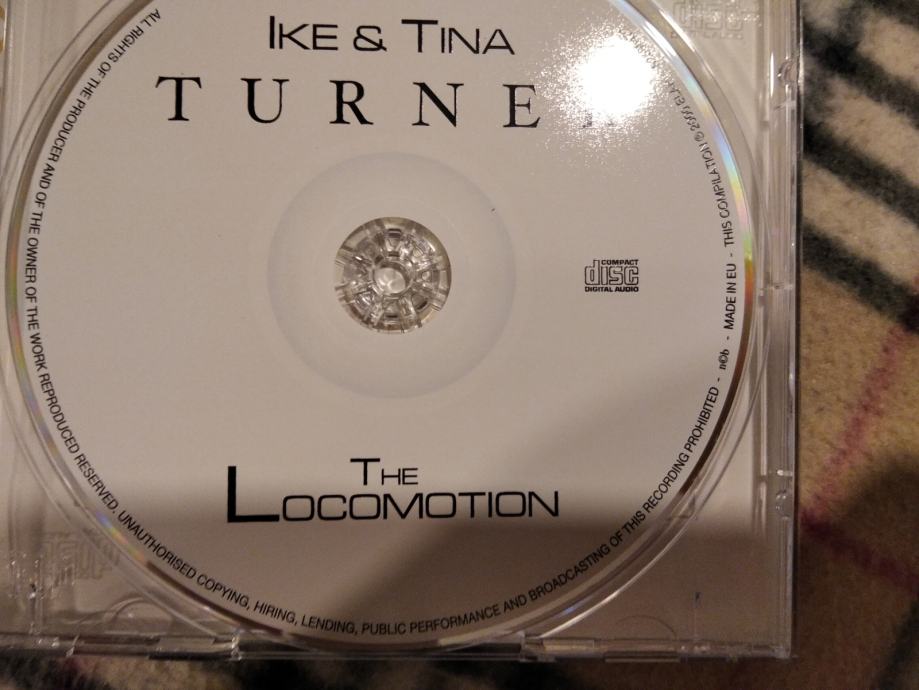 IKE & TINA
TURNE
COMPACT
disc
DIGITAL AUDIO
THE
LOCOMOTION
ALL RIGHTS OF THE PRODUCER AND OF THE OWNER OF THE WORK REPRODUCED RESERVED. UNAUTHORISED COPYING, HIRING, LENDING, PUBLIC PERFORMANCE AND BROADCASTING OF THIS RECORDING PROHIBITED - n©b - MADE IN EU - THIS COMPILATION ℗